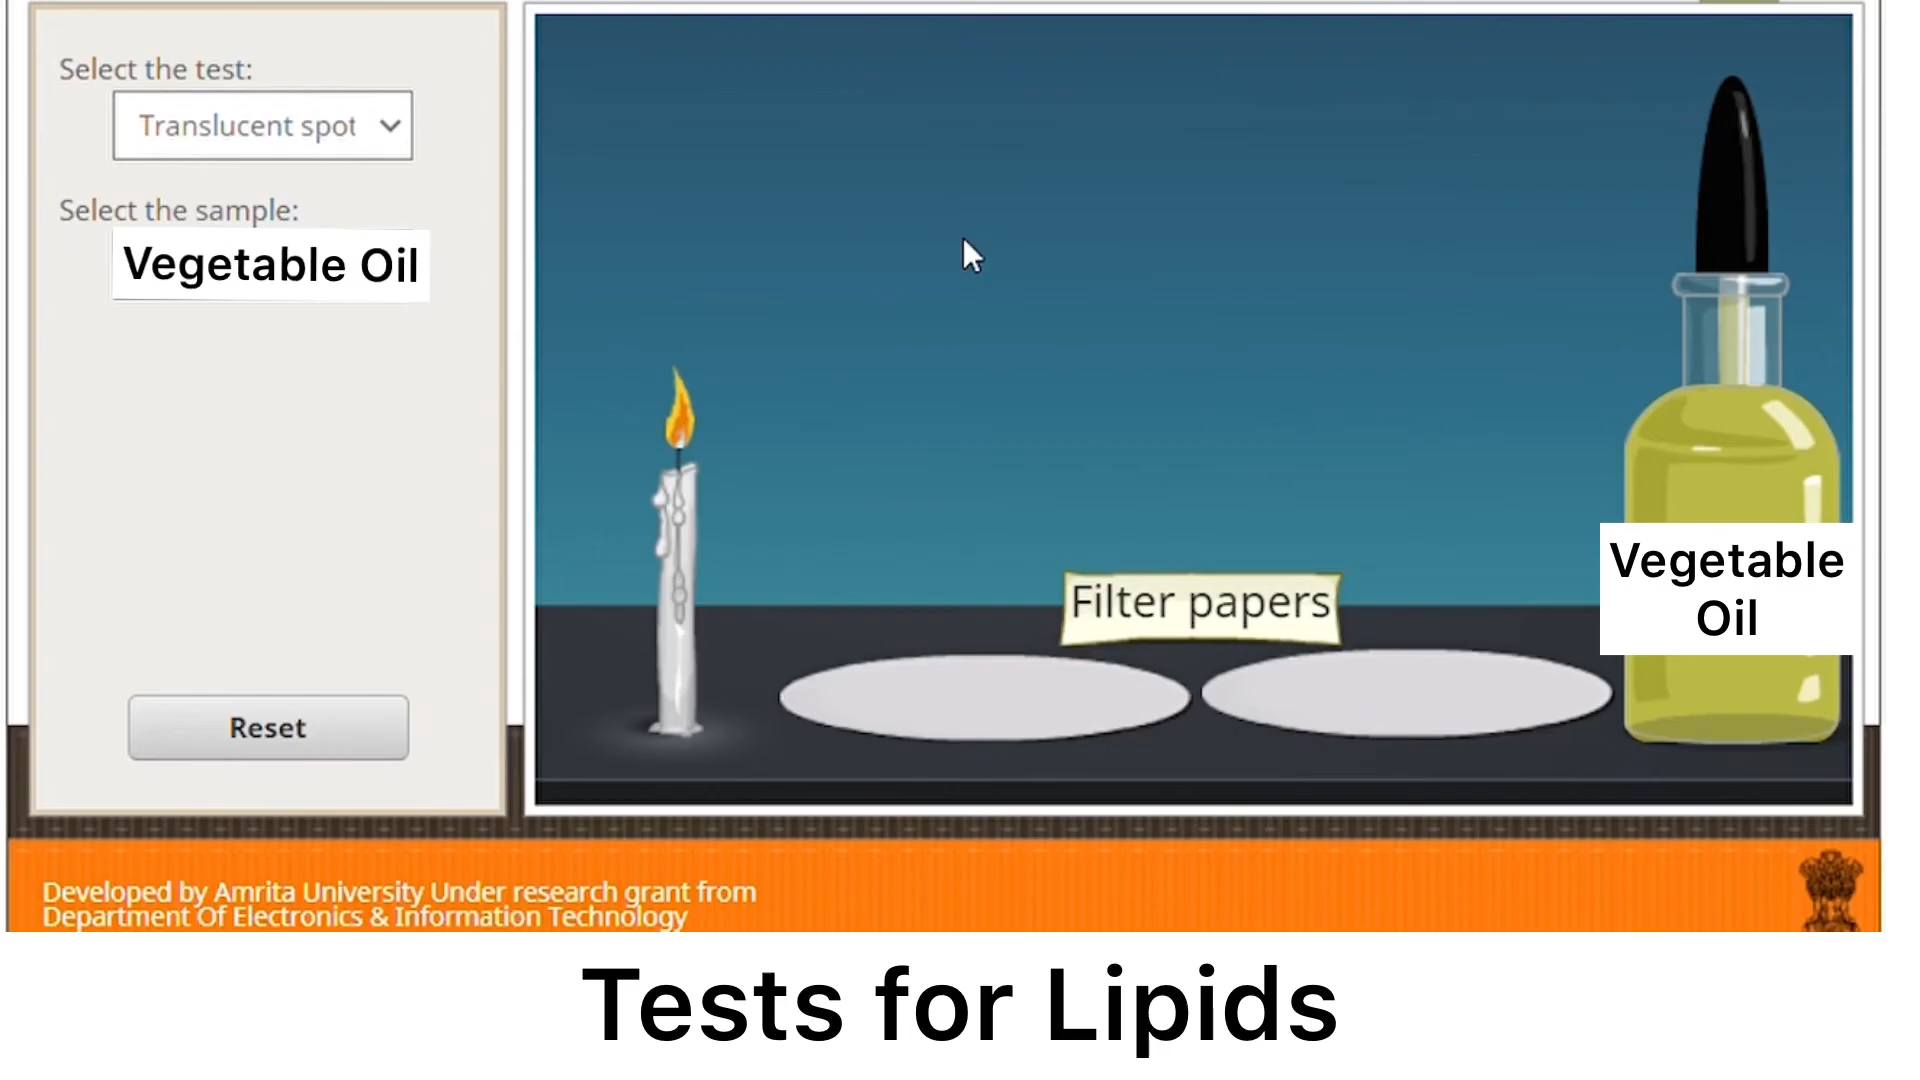 Select the test:
Translucent spot
Select the sample:
Vegetable Oil
Reset
Filter papers
Vegetable
Oil
Developed by Amrita University Under research grant from
Department Of Electronics & Information Technology
Tests for Lipids